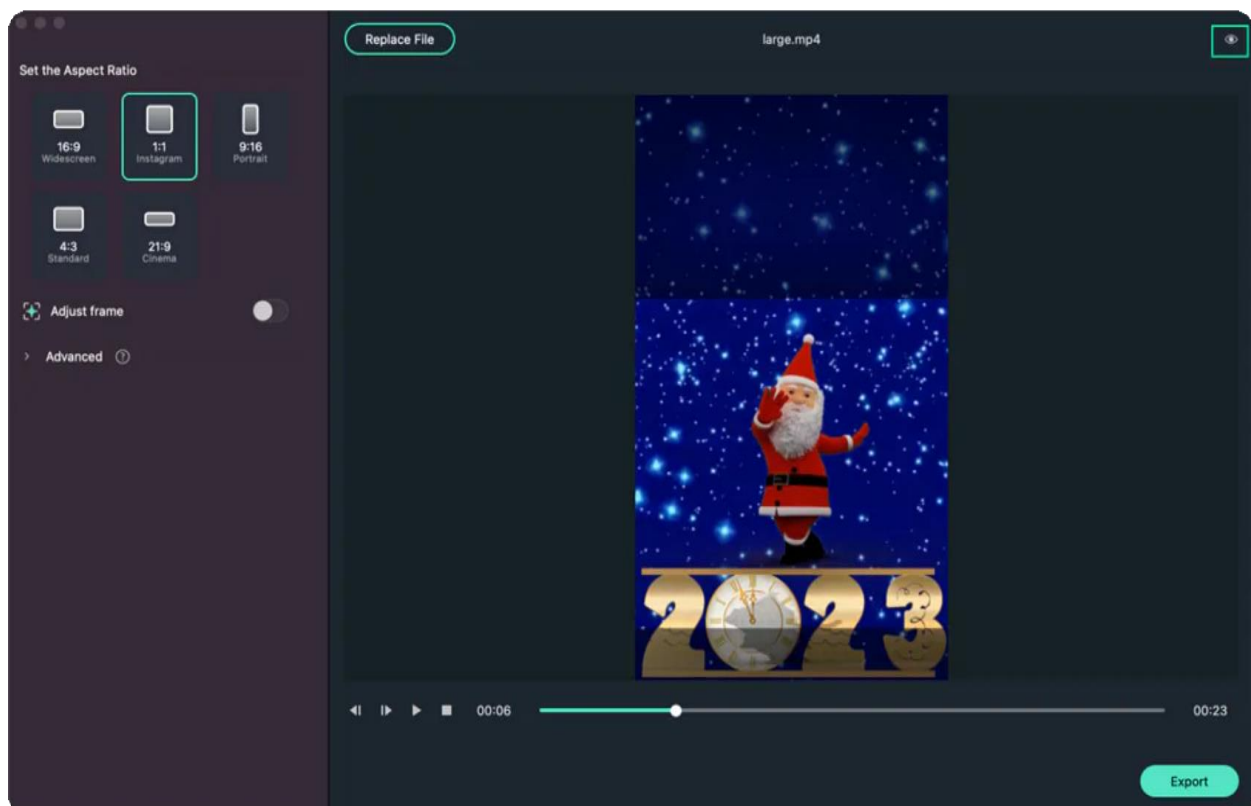 Replace File
large.mp4
Set the Aspect Ratio
16:9
Widescreen
1:1
Instagram
9:16
Portrait
4:3
Standard
21:9
Cinema
Adjust frame
Advanced ?
2023
00:06
00:23
Export